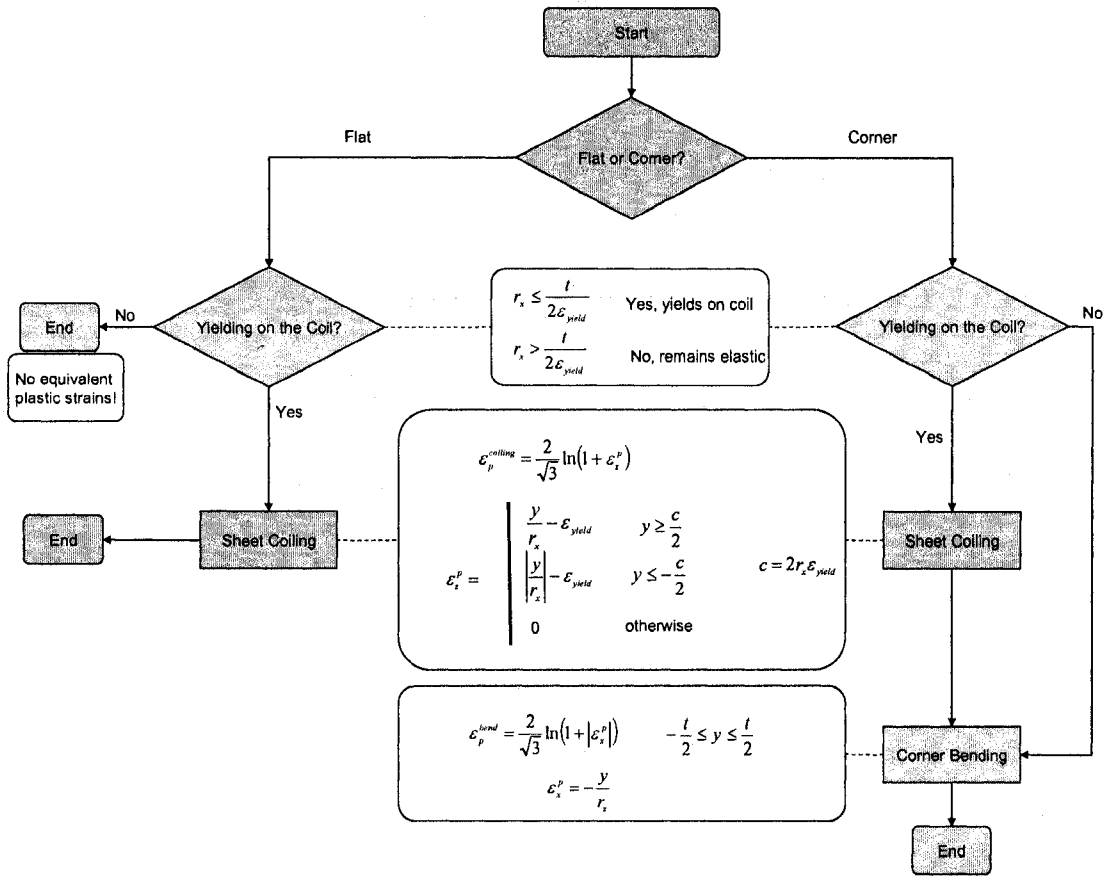 Start
Flat or Corner?
Flat
Corner
Yielding on the Coil?
No
End
No equivalent
plastic strains!
Yes
r_x ≤ t / 2ε_yield Yes, yields on coil
r_x > t / 2ε_yield No, remains elastic
Yielding on the Coil?
No
Yes
ε_p^coiling = 2/√3 ln(1 + ε_z^p)
ε_z^p =
y/r_x − ε_yield y ≥ c/2
|y/r_x| − ε_yield y ≤ −c/2
0 otherwise
c = 2r_xε_yield
End
Sheet Coiling
Sheet Coiling
ε_p^bend = 2/√3 ln(1 + |ε_x^p|) −t/2 ≤ y ≤ t/2
ε_x^p = −y/r_z
Corner Bending
End